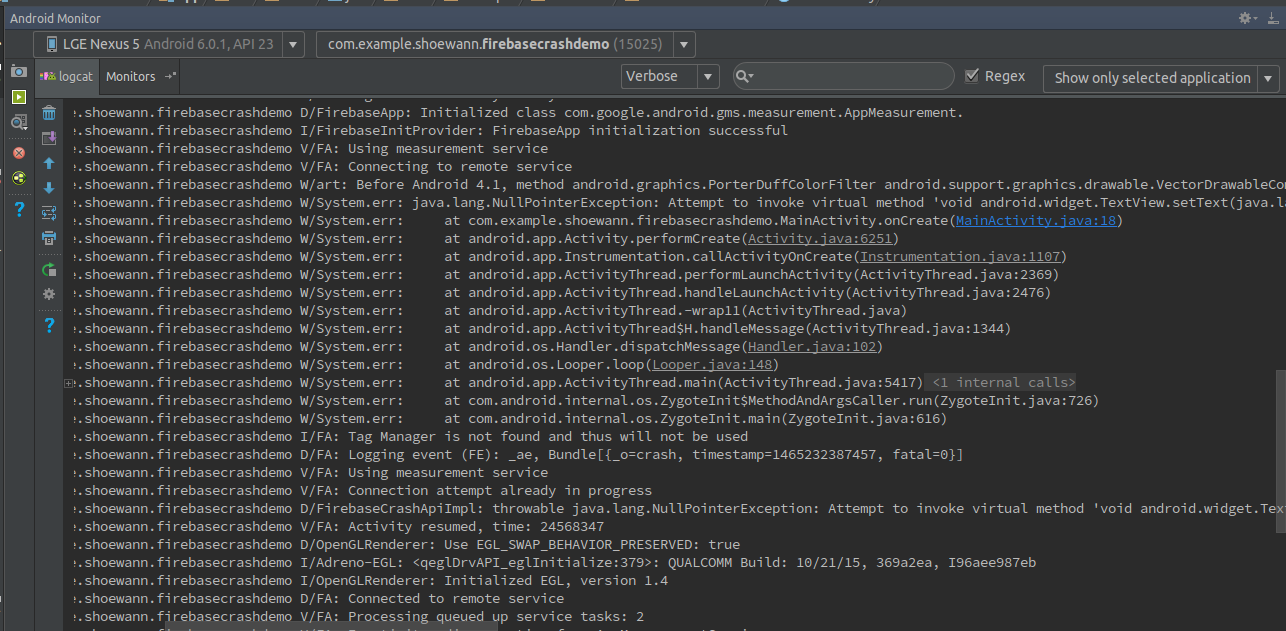 Android Monitor
LGE Nexus 5 Android 6.0.1, API 23
com.example.shoewann.firebasecrashdemo (15025)
logcat
Monitors
Verbose
Regex
Show only selected application
e.shoewann.firebasecrashdemo D/FirebaseApp: Initialized class com.google.android.gms.measurement.AppMeasurement.
e.shoewann.firebasecrashdemo I/FirebaseInitProvider: FirebaseApp initialization successful
e.shoewann.firebasecrashdemo V/FA: Using measurement service
e.shoewann.firebasecrashdemo V/FA: Connecting to remote service
e.shoewann.firebasecrashdemo W/art: Before Android 4.1, method android.graphics.PorterDuffColorFilter android.support.graphics.drawable.VectorDrawableCo
e.shoewann.firebasecrashdemo W/System.err: java.lang.NullPointerException: Attempt to invoke virtual method 'void android.widget.TextView.setText(java.la
e.shoewann.firebasecrashdemo W/System.err:     at com.example.shoewann.firebasecrashdemo.MainActivity.onCreate(MainActivity.java:18)
e.shoewann.firebasecrashdemo W/System.err:     at android.app.Activity.performCreate(Activity.java:6251)
e.shoewann.firebasecrashdemo W/System.err:     at android.app.Instrumentation.callActivityOnCreate(Instrumentation.java:1107)
e.shoewann.firebasecrashdemo W/System.err:     at android.app.ActivityThread.performLaunchActivity(ActivityThread.java:2369)
e.shoewann.firebasecrashdemo W/System.err:     at android.app.ActivityThread.handleLaunchActivity(ActivityThread.java:2476)
e.shoewann.firebasecrashdemo W/System.err:     at android.app.ActivityThread.-wrap11(ActivityThread.java)
e.shoewann.firebasecrashdemo W/System.err:     at android.app.ActivityThread$H.handleMessage(ActivityThread.java:1344)
e.shoewann.firebasecrashdemo W/System.err:     at android.os.Handler.dispatchMessage(Handler.java:102)
e.shoewann.firebasecrashdemo W/System.err:     at android.os.Looper.loop(Looper.java:148)
e.shoewann.firebasecrashdemo W/System.err:     at android.app.ActivityThread.main(ActivityThread.java:5417) <1 internal calls>
e.shoewann.firebasecrashdemo W/System.err:     at com.android.internal.os.ZygoteInit$MethodAndArgsCaller.run(ZygoteInit.java:726)
e.shoewann.firebasecrashdemo W/System.err:     at com.android.internal.os.ZygoteInit.main(ZygoteInit.java:616)
e.shoewann.firebasecrashdemo I/FA: Tag Manager is not found and thus will not be used
e.shoewann.firebasecrashdemo D/FA: Logging event (FE): _ae, Bundle[{_o=crash, timestamp=1465232387457, fatal=0}]
e.shoewann.firebasecrashdemo V/FA: Using measurement service
e.shoewann.firebasecrashdemo V/FA: Connection attempt already in progress
e.shoewann.firebasecrashdemo D/FirebaseCrashApiImpl: throwable java.lang.NullPointerException: Attempt to invoke virtual method 'void android.widget.Tex
e.shoewann.firebasecrashdemo V/FA: Activity resumed, time: 24568347
e.shoewann.firebasecrashdemo D/OpenGLRenderer: Use EGL_SWAP_BEHAVIOR_PRESERVED: true
e.shoewann.firebasecrashdemo I/Adreno-EGL: <qeglDrvAPI_eglInitialize:379>: QUALCOMM Build: 10/21/15, 369a2ea, I96aee987eb
e.shoewann.firebasecrashdemo I/OpenGLRenderer: Initialized EGL, version 1.4
e.shoewann.firebasecrashdemo D/FA: Connected to remote service
e.shoewann.firebasecrashdemo V/FA: Processing queued up service tasks: 2